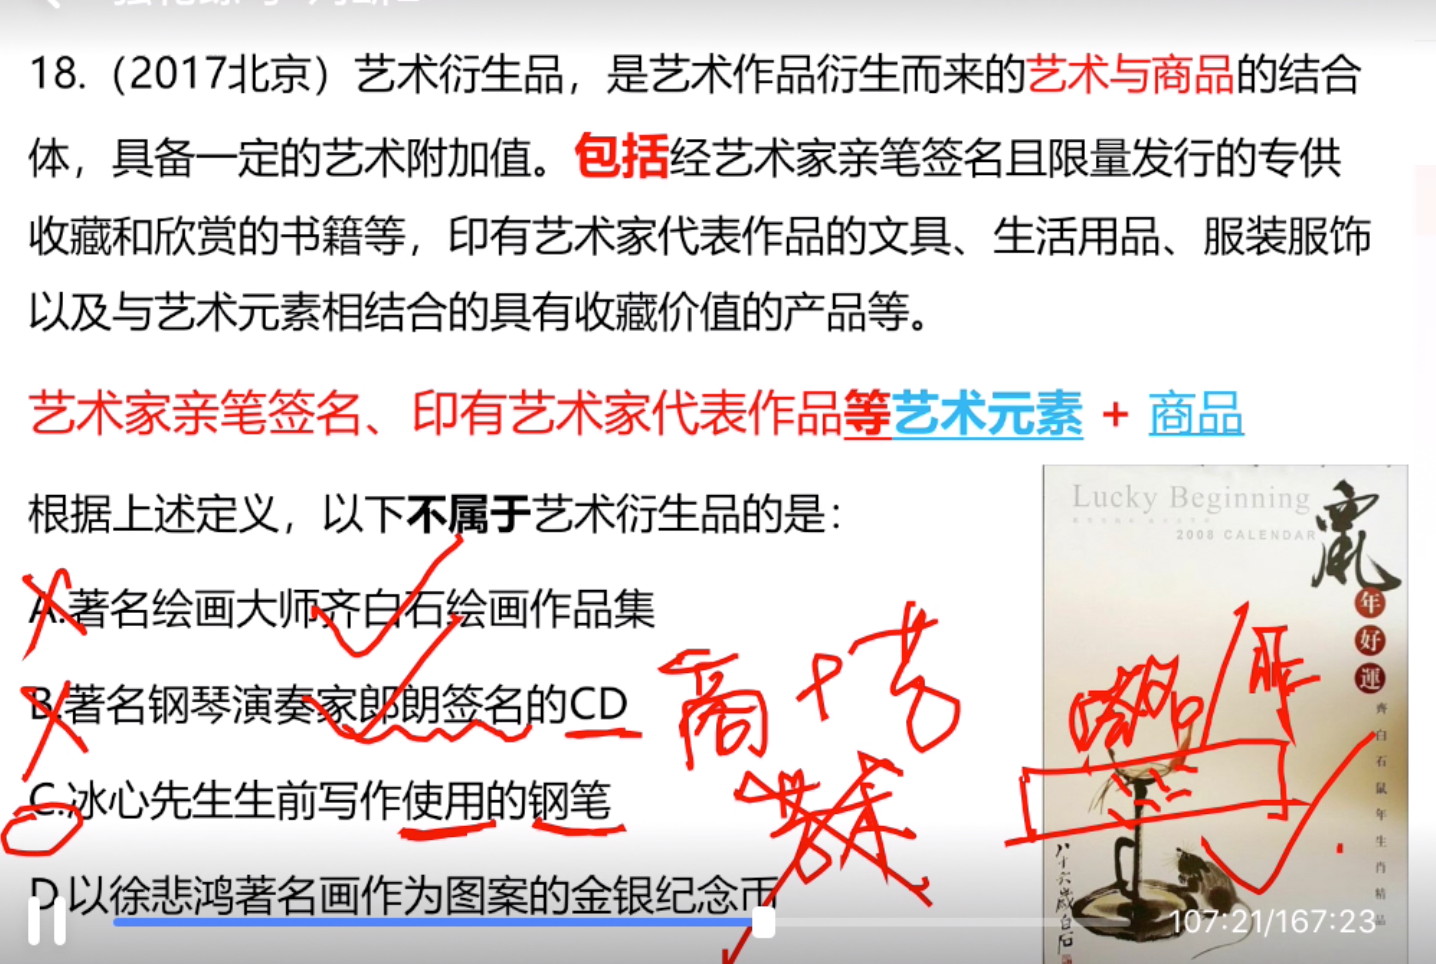 18.（2017北京）艺术衍生品，是艺术作品衍生而来的艺术与商品的结合
体，具备一定的艺术附加值。包括经艺术家亲笔签名且限量发行的专供
收藏和欣赏的书籍等，印有艺术家代表作品的文具、生活用品、服装服饰
以及与艺术元素相结合的具有收藏价值的产品等。
艺术家亲笔签名、印有艺术家代表作品等艺术元素 + 商品
根据上述定义，以下不属于艺术衍生品的是：
A.著名绘画大师齐白石绘画作品集
B.著名钢琴演奏家郎朗签名的CD
C.冰心先生生前写作使用的钢笔
D.以徐悲鸿著名画作为图案的金银纪念币
商 + 艺
Lucky Beginning
2008 CALENDAR
鼠
年
好
運
齊白石鼠年生肖精品
八十六歲白石
107:21/167:23